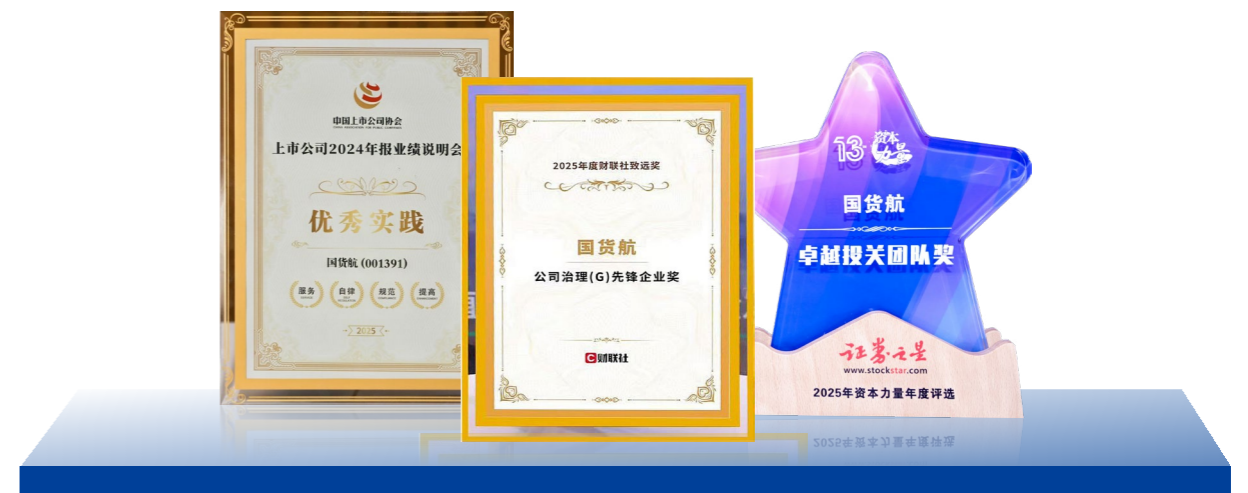 中国上市公司协会
CHINA ASSOCIATION FOR PUBLIC COMPANIES
上市公司2024年报业绩说明会
优秀实践
国货航 (001391)
服务
自律
规范
提高
2025
2025年度财联社致远奖
国货航
公司治理(G)先锋企业奖
C 财联社
13
资本
力量
国货航
卓越投关团队奖
证券之星
www.stockstar.com
2025年资本力量年度评选